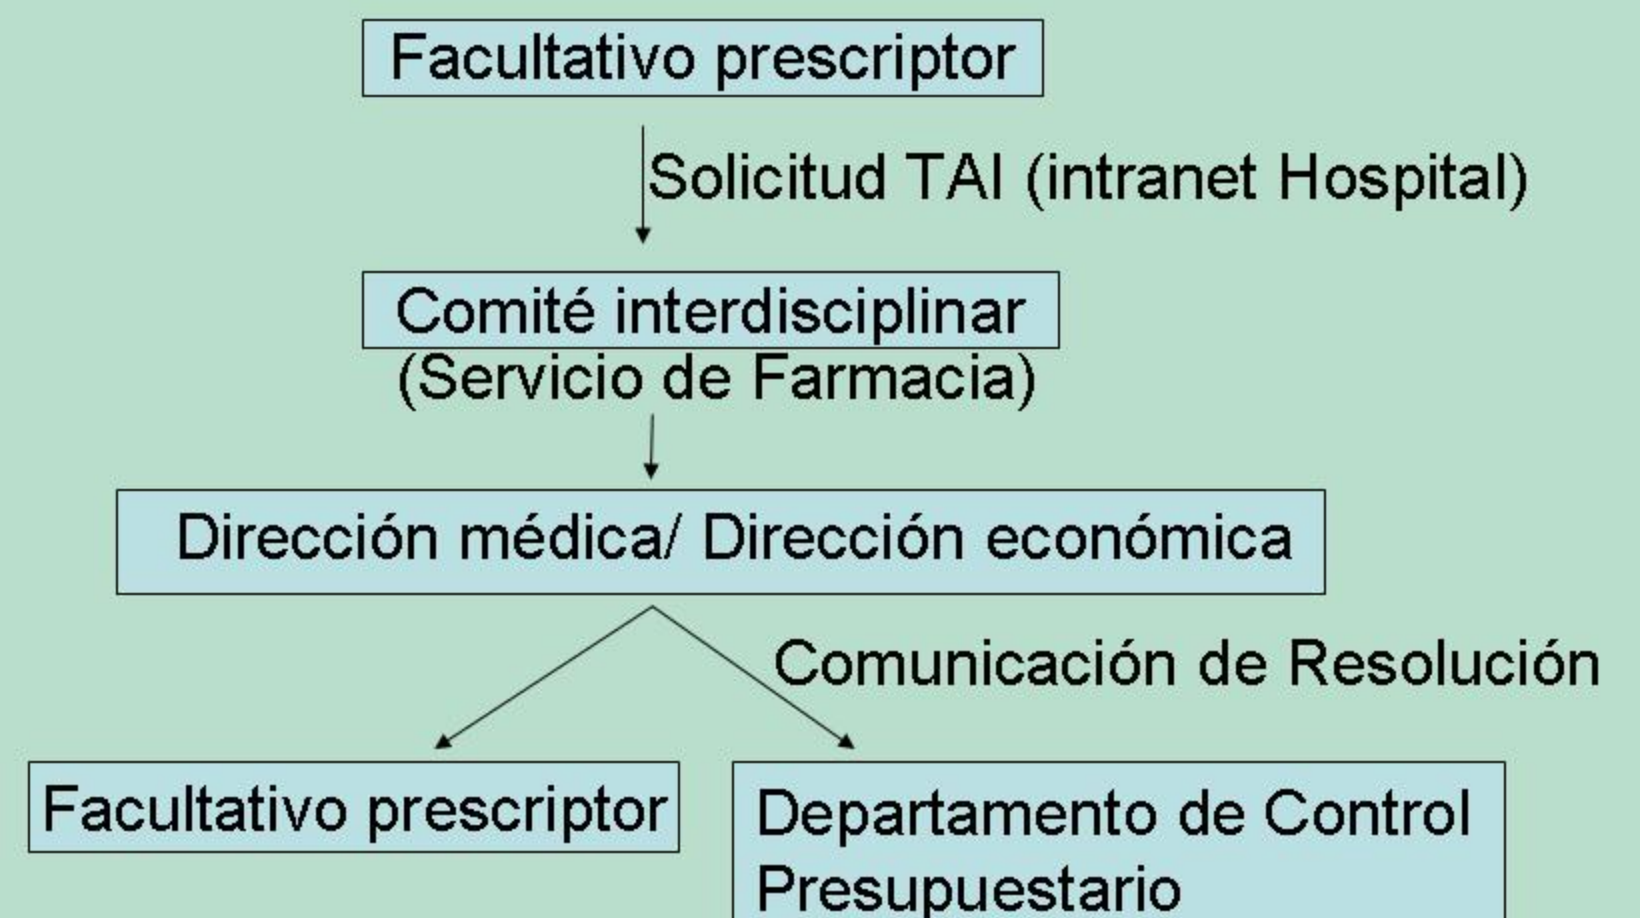 Facultativo prescriptor
Solicitud TAI (intranet Hospital)
Comité interdisciplinar
(Servicio de Farmacia)
Dirección médica/ Dirección económica
Comunicación de Resolución
Facultativo prescriptor
Departamento de Control
Presupuestario